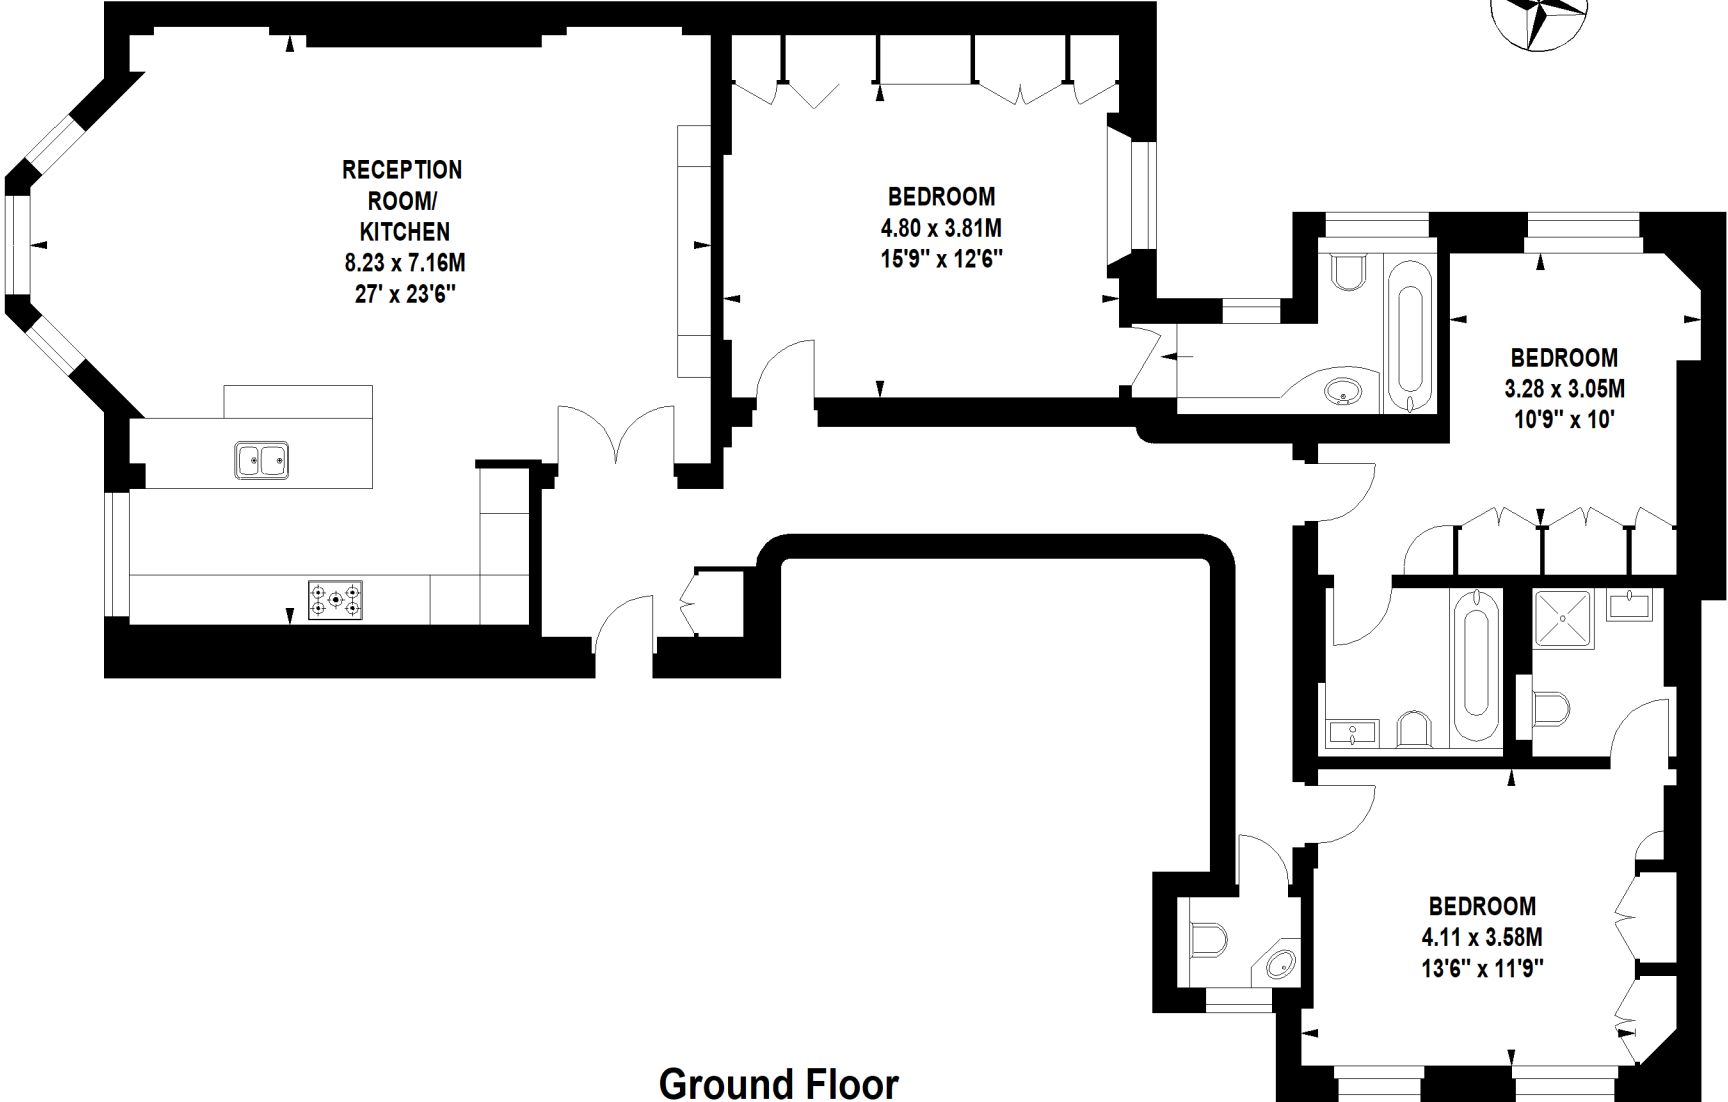 RECEPTION
ROOM/
KITCHEN
8.23 x 7.16M
27' x 23'6"
BEDROOM
4.80 x 3.81M
15'9" x 12'6"
BEDROOM
3.28 x 3.05M
10'9" x 10'
BEDROOM
4.11 x 3.58M
13'6" x 11'9"
Ground Floor